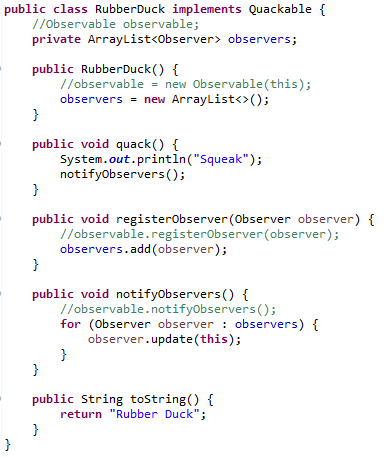 public class RubberDuck implements Quackable {
//Observable observable;
private ArrayList<Observer> observers;
public RubberDuck() {
//observable = new Observable(this);
observers = new ArrayList<>();
}
public void quack() {
System.out.println("Squeak");
notifyObservers();
}
public void registerObserver(Observer observer) {
//observable.registerObserver(observer);
observers.add(observer);
}
public void notifyObservers() {
//observable.notifyObservers();
for (Observer observer : observers) {
observer.update(this);
}
}
public String toString() {
return "Rubber Duck";
}
}